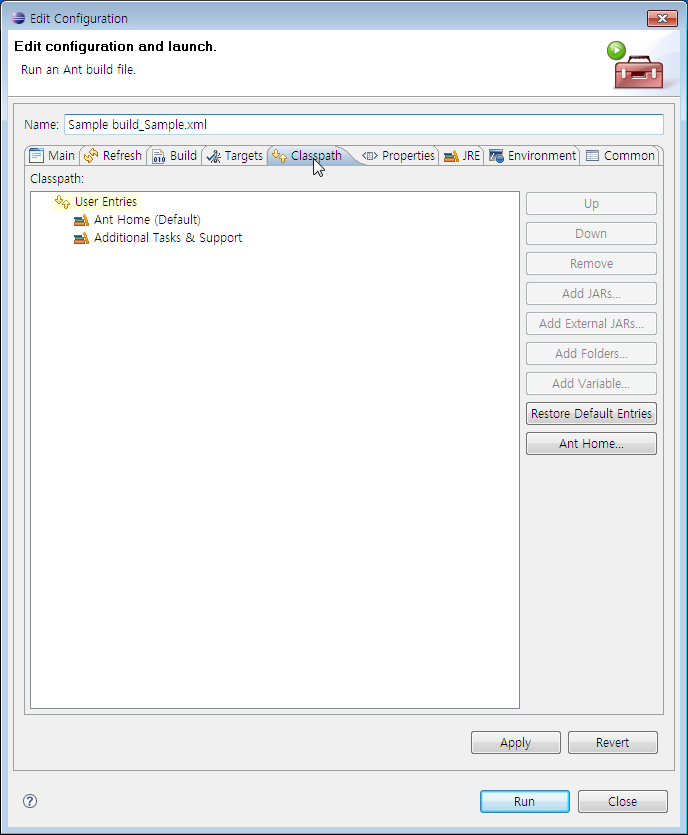 Edit Configuration
Edit configuration and launch.
Run an Ant build file.
Name: Sample build_Sample.xml
Main Refresh Build Targets Classpath Properties JRE Environment Common
Classpath:
User Entries
Ant Home (Default)
Additional Tasks & Support
Up
Down
Remove
Add JARs...
Add External JARs...
Add Folders...
Add Variable...
Restore Default Entries
Ant Home...
Apply Revert
Run Close